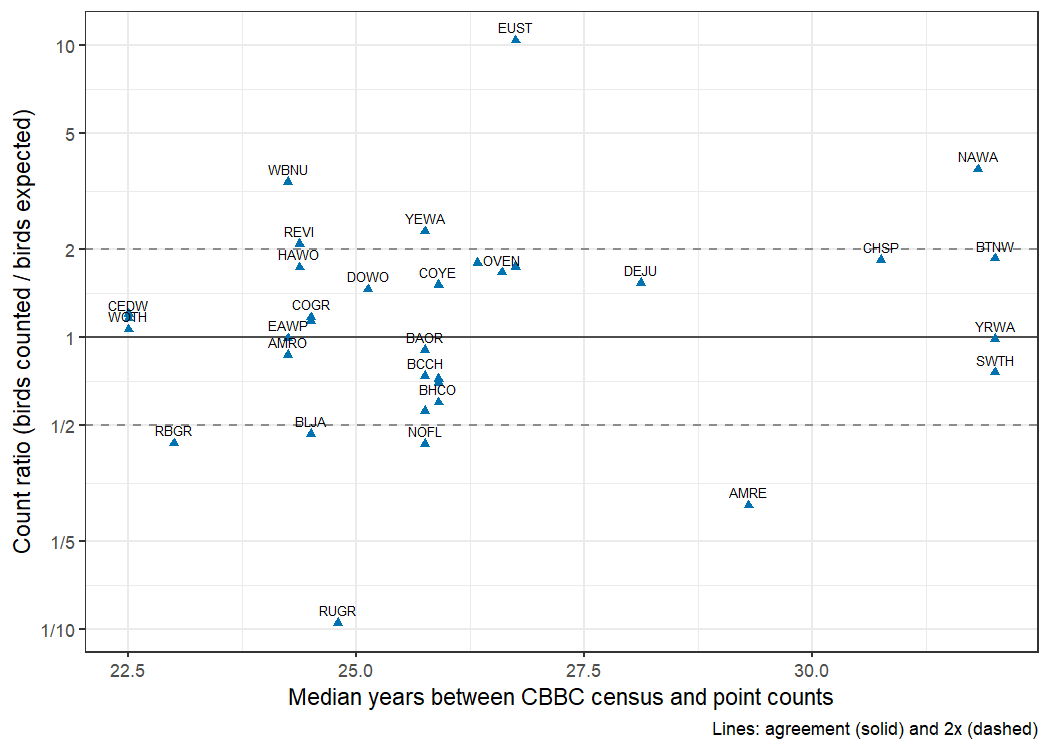 10
5
2
1
1/2
1/5
1/10
Count ratio (birds counted / birds expected)
EUST
WBNU
NAWA
YEWA
REVI
HAWO
CHSP
BTNW
OVEN
DEJU
COYE
DOWO
CEDW
WOTH
COGR
EAWP
AMRO
BAOR
YRWA
SWTH
BCCH
BHCO
RBGR
BLJA
NOFL
AMRE
RUGR
22.5 25.0 27.5 30.0
Median years between CBBC census and point counts
Lines: agreement (solid) and 2x (dashed)